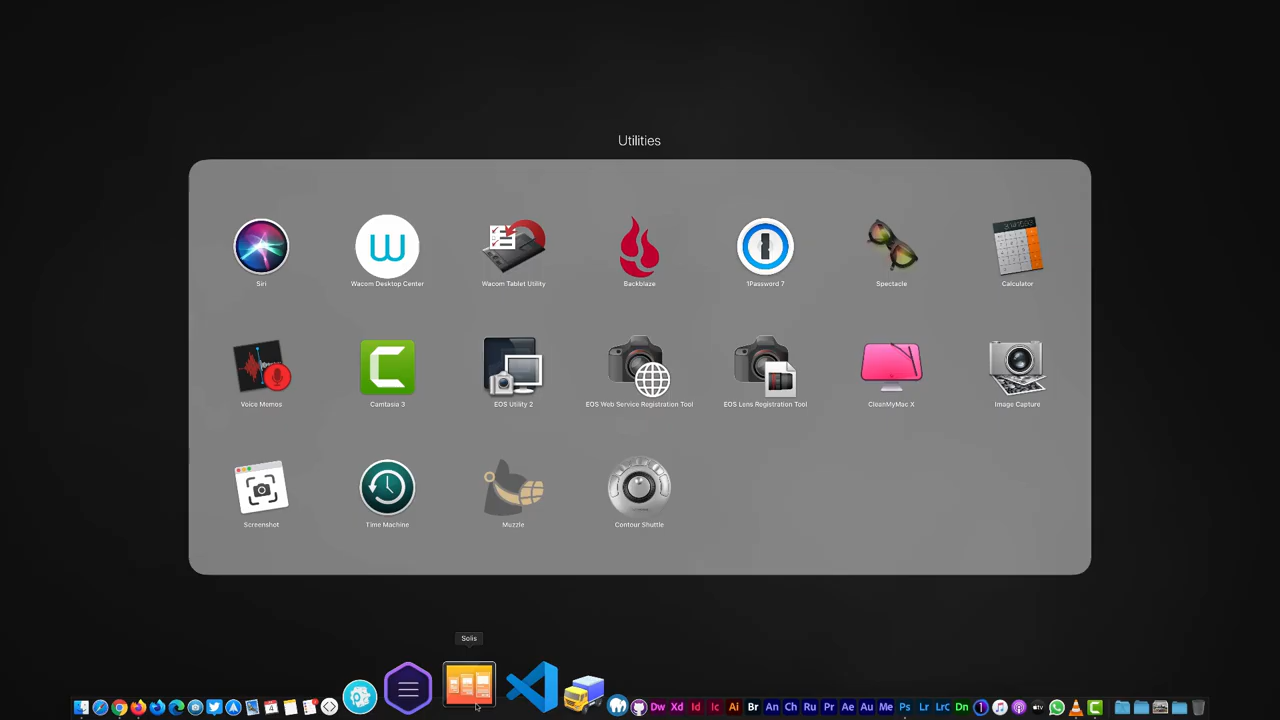 Utilities
Siri
Wacom Desktop Center
Wacom Tablet Utility
Backblaze
1Password 7
Spectacle
Calculator
Voice Memos
Camtasia 3
EOS Utility 2
EOS Web Service Registration Tool
EOS Lens Registration Tool
CleanMyMac X
Image Capture
Screenshot
Time Machine
Muzzle
Contour Shuttle
Solis
Dw Xd Id Ic Ai Br An Ch Ru Pr Ae Au Me Ps Lr LrC Dn tv